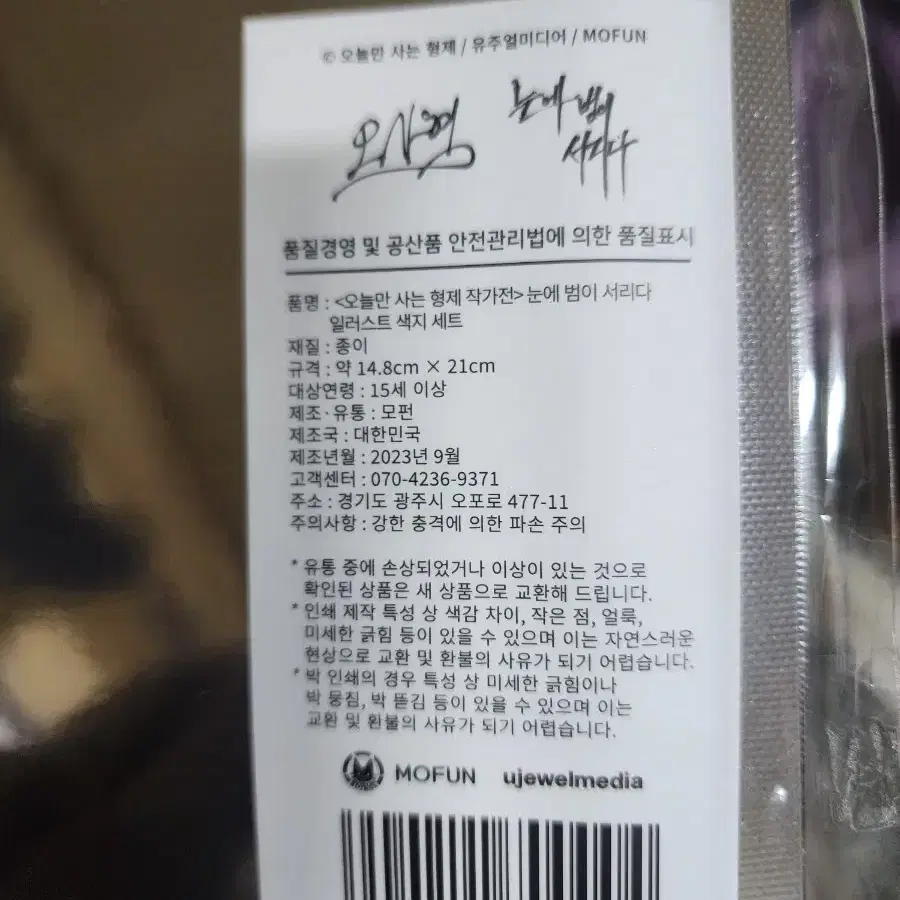 © 오늘만 사는 형제 / 유주얼미디어 / MOFUN
오사형
눈에 범이
서리다
품질경영 및 공산품 안전관리법에 의한 품질표시
품명 : <오늘만 사는 형제 작가전> 눈에 범이 서리다
일러스트 색지 세트
재질 : 종이
규격 : 약 14.8cm × 21cm
대상연령 : 15세 이상
제조·유통 : 모펀
제조국 : 대한민국
제조년월 : 2023년 9월
고객센터 : 070-4236-9371
주소 : 경기도 광주시 오포로 477-11
주의사항 : 강한 충격에 의한 파손 주의
* 유통 중에 손상되었거나 이상이 있는 것으로
확인된 상품은 새 상품으로 교환해 드립니다.
* 인쇄 제작 특성 상 색감 차이, 작은 점, 얼룩,
미세한 긁힘 등이 있을 수 있으며 이는 자연스러운
현상으로 교환 및 환불의 사유가 되기 어렵습니다.
* 박 인쇄의 경우 특성 상 미세한 긁힘이나
박 뭉침, 박 뜯김 등이 있을 수 있으며 이는
교환 및 환불의 사유가 되기 어렵습니다.
MOFUN ujewelmedia